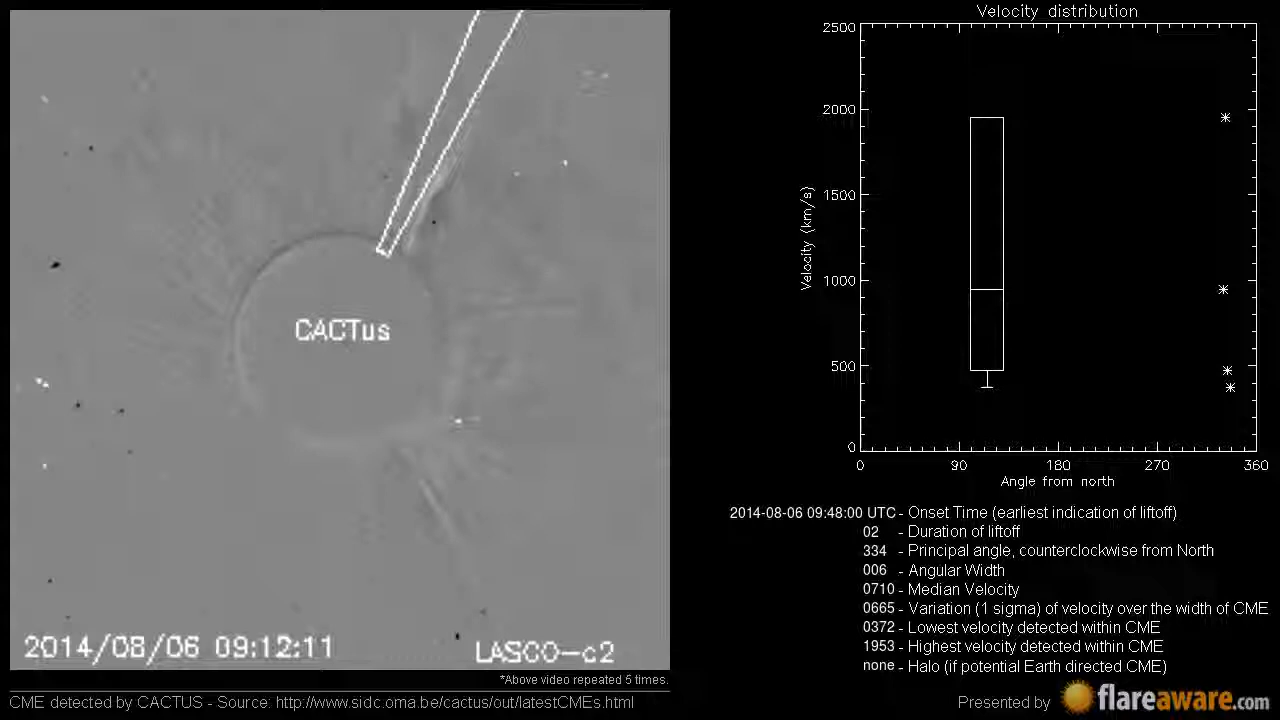 CACTus
2014/08/06 09:12:11
LASCO-c2
*Above video repeated 5 times.
CME detected by CACTUS - Source: http://www.sidc.oma.be/cactus/out/latestCMEs.html
Velocity distribution
Velocity (km/s)
2500
2000
1500
1000
500
0
0 90 180 270 360
Angle from north
2014-08-06 09:48:00 UTC - Onset Time (earliest indication of liftoff)
02 - Duration of liftoff
334 - Principal angle, counterclockwise from North
006 - Angular Width
0710 - Median Velocity
0665 - Variation (1 sigma) of velocity over the width of CME
0372 - Lowest velocity detected within CME
1953 - Highest velocity detected within CME
none - Halo (if potential Earth directed CME)
Presented by flareaware.com